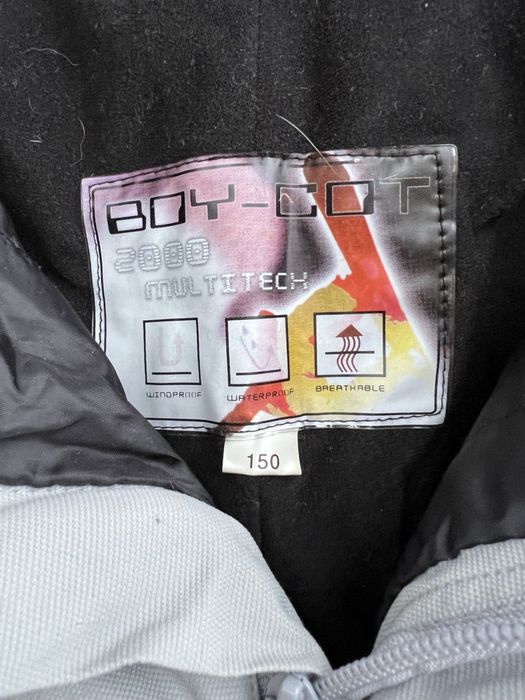 BOY-COT
2000
MULTITECH
WINDPROOF WATERPROOF BREATHABLE
150